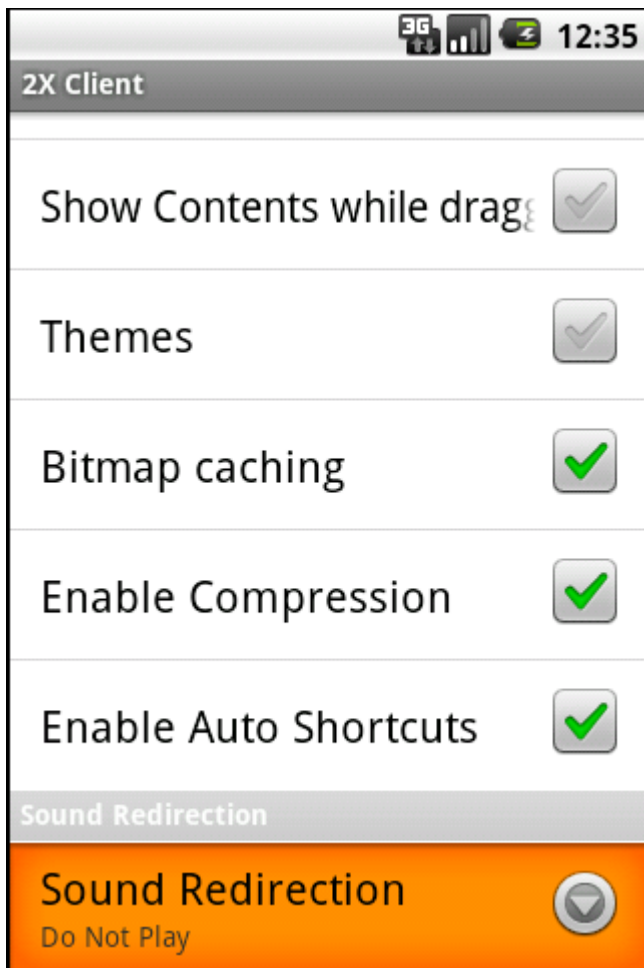 3G 12:35
2X Client
Show Contents while drag
Themes
Bitmap caching
Enable Compression
Enable Auto Shortcuts
Sound Redirection
Sound Redirection
Do Not Play